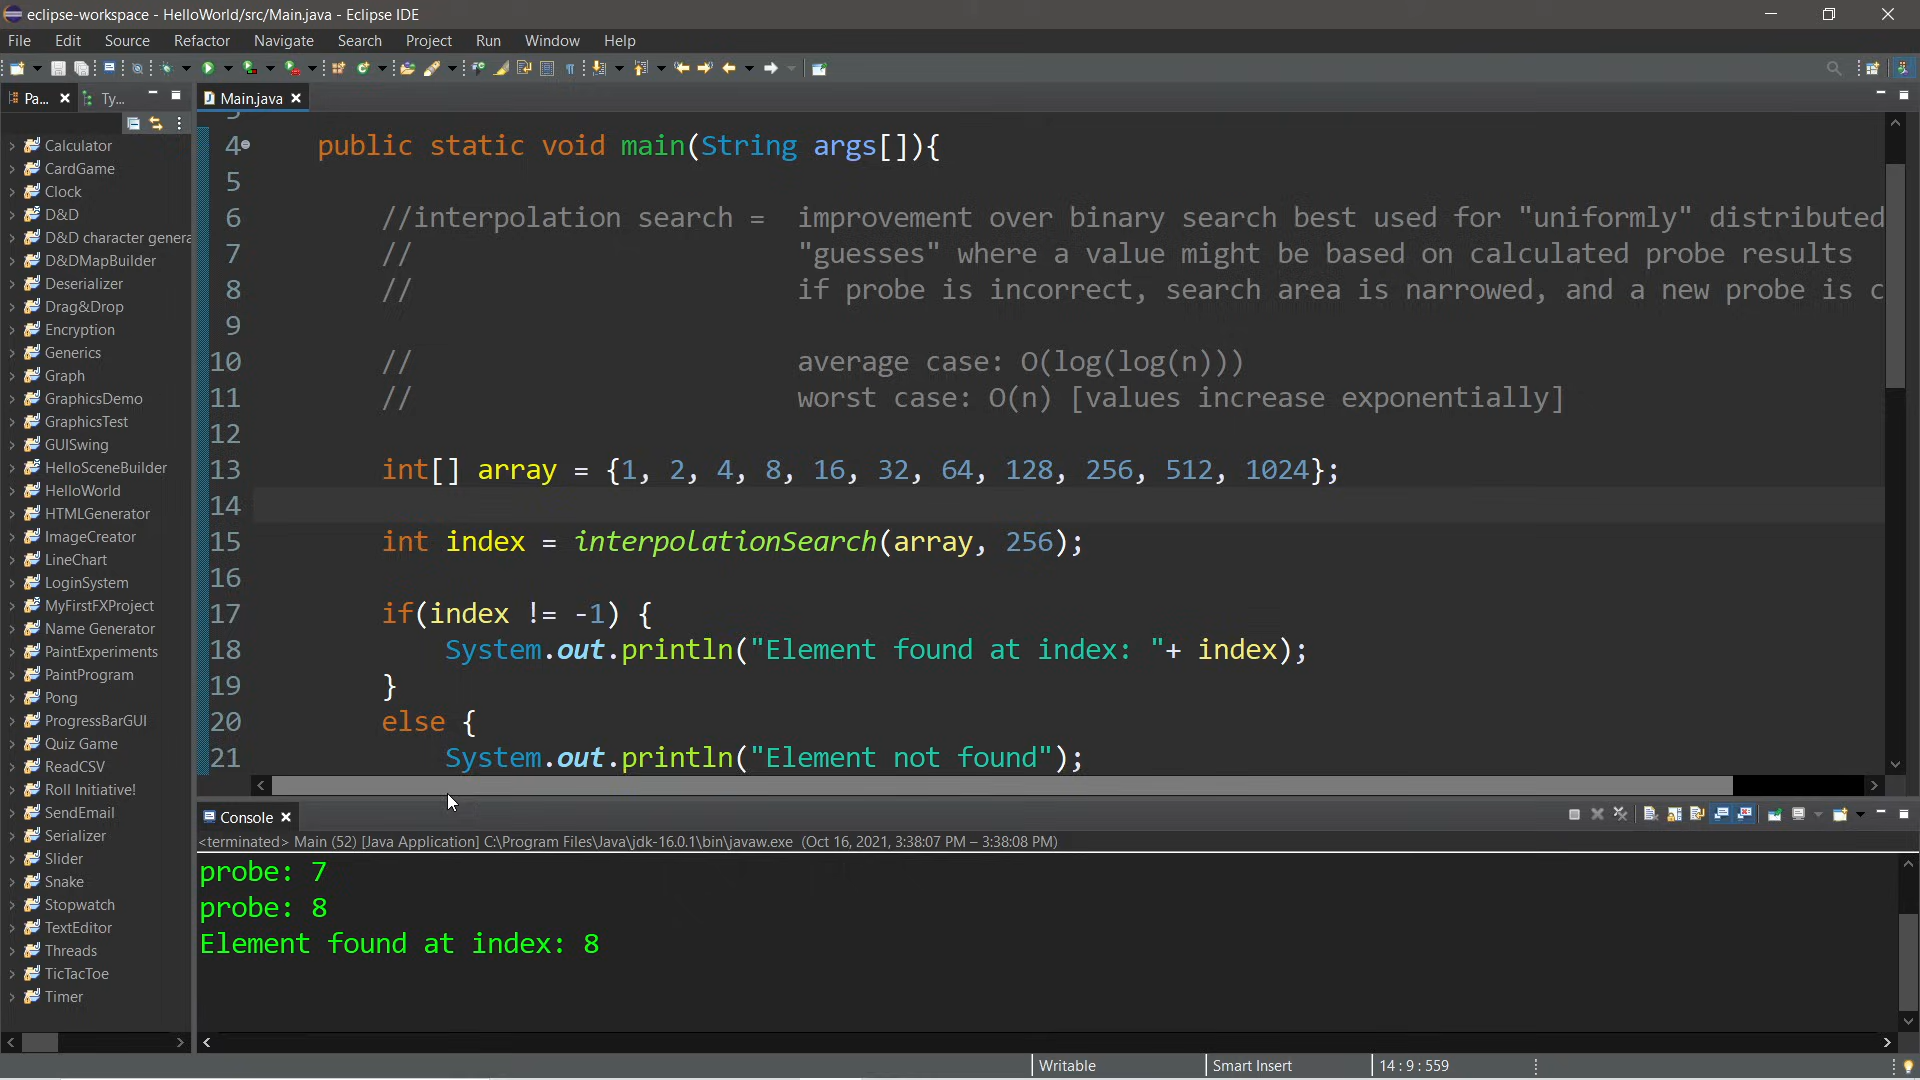 eclipse-workspace - HelloWorld/src/Main.java - Eclipse IDE
File Edit Source Refactor Navigate Search Project Run Window Help
Pa... Ty... Main.java
Calculator
CardGame
Clock
D&D
D&D character genera
D&DMapBuilder
Deserializer
Drag&Drop
Encryption
Generics
Graph
GraphicsDemo
GraphicsTest
GUISwing
HelloSceneBuilder
HelloWorld
HTMLGenerator
ImageCreator
LineChart
LoginSystem
MyFirstFXProject
Name Generator
PaintExperiments
PaintProgram
Pong
ProgressBarGUI
Quiz Game
ReadCSV
Roll Initiative!
SendEmail
Serializer
Slider
Snake
Stopwatch
TextEditor
Threads
TicTacToe
Timer
4 public static void main(String args[]){
5
6 //interpolation search = improvement over binary search best used for "uniformly" distributed
7 // "guesses" where a value might be based on calculated probe results
8 // if probe is incorrect, search area is narrowed, and a new probe is c
9
10 // average case: O(log(log(n)))
11 // worst case: O(n) [values increase exponentially]
12
13 int[] array = {1, 2, 4, 8, 16, 32, 64, 128, 256, 512, 1024};
14
15 int index = interpolationSearch(array, 256);
16
17 if(index != -1) {
18 System.out.println("Element found at index: "+ index);
19 }
20 else {
21 System.out.println("Element not found");
Console
<terminated> Main (52) [Java Application] C:\Program Files\Java\jdk-16.0.1\bin\javaw.exe (Oct 16, 2021, 3:38:07 PM – 3:38:08 PM)
probe: 7
probe: 8
Element found at index: 8
Writable Smart Insert 14 : 9 : 559